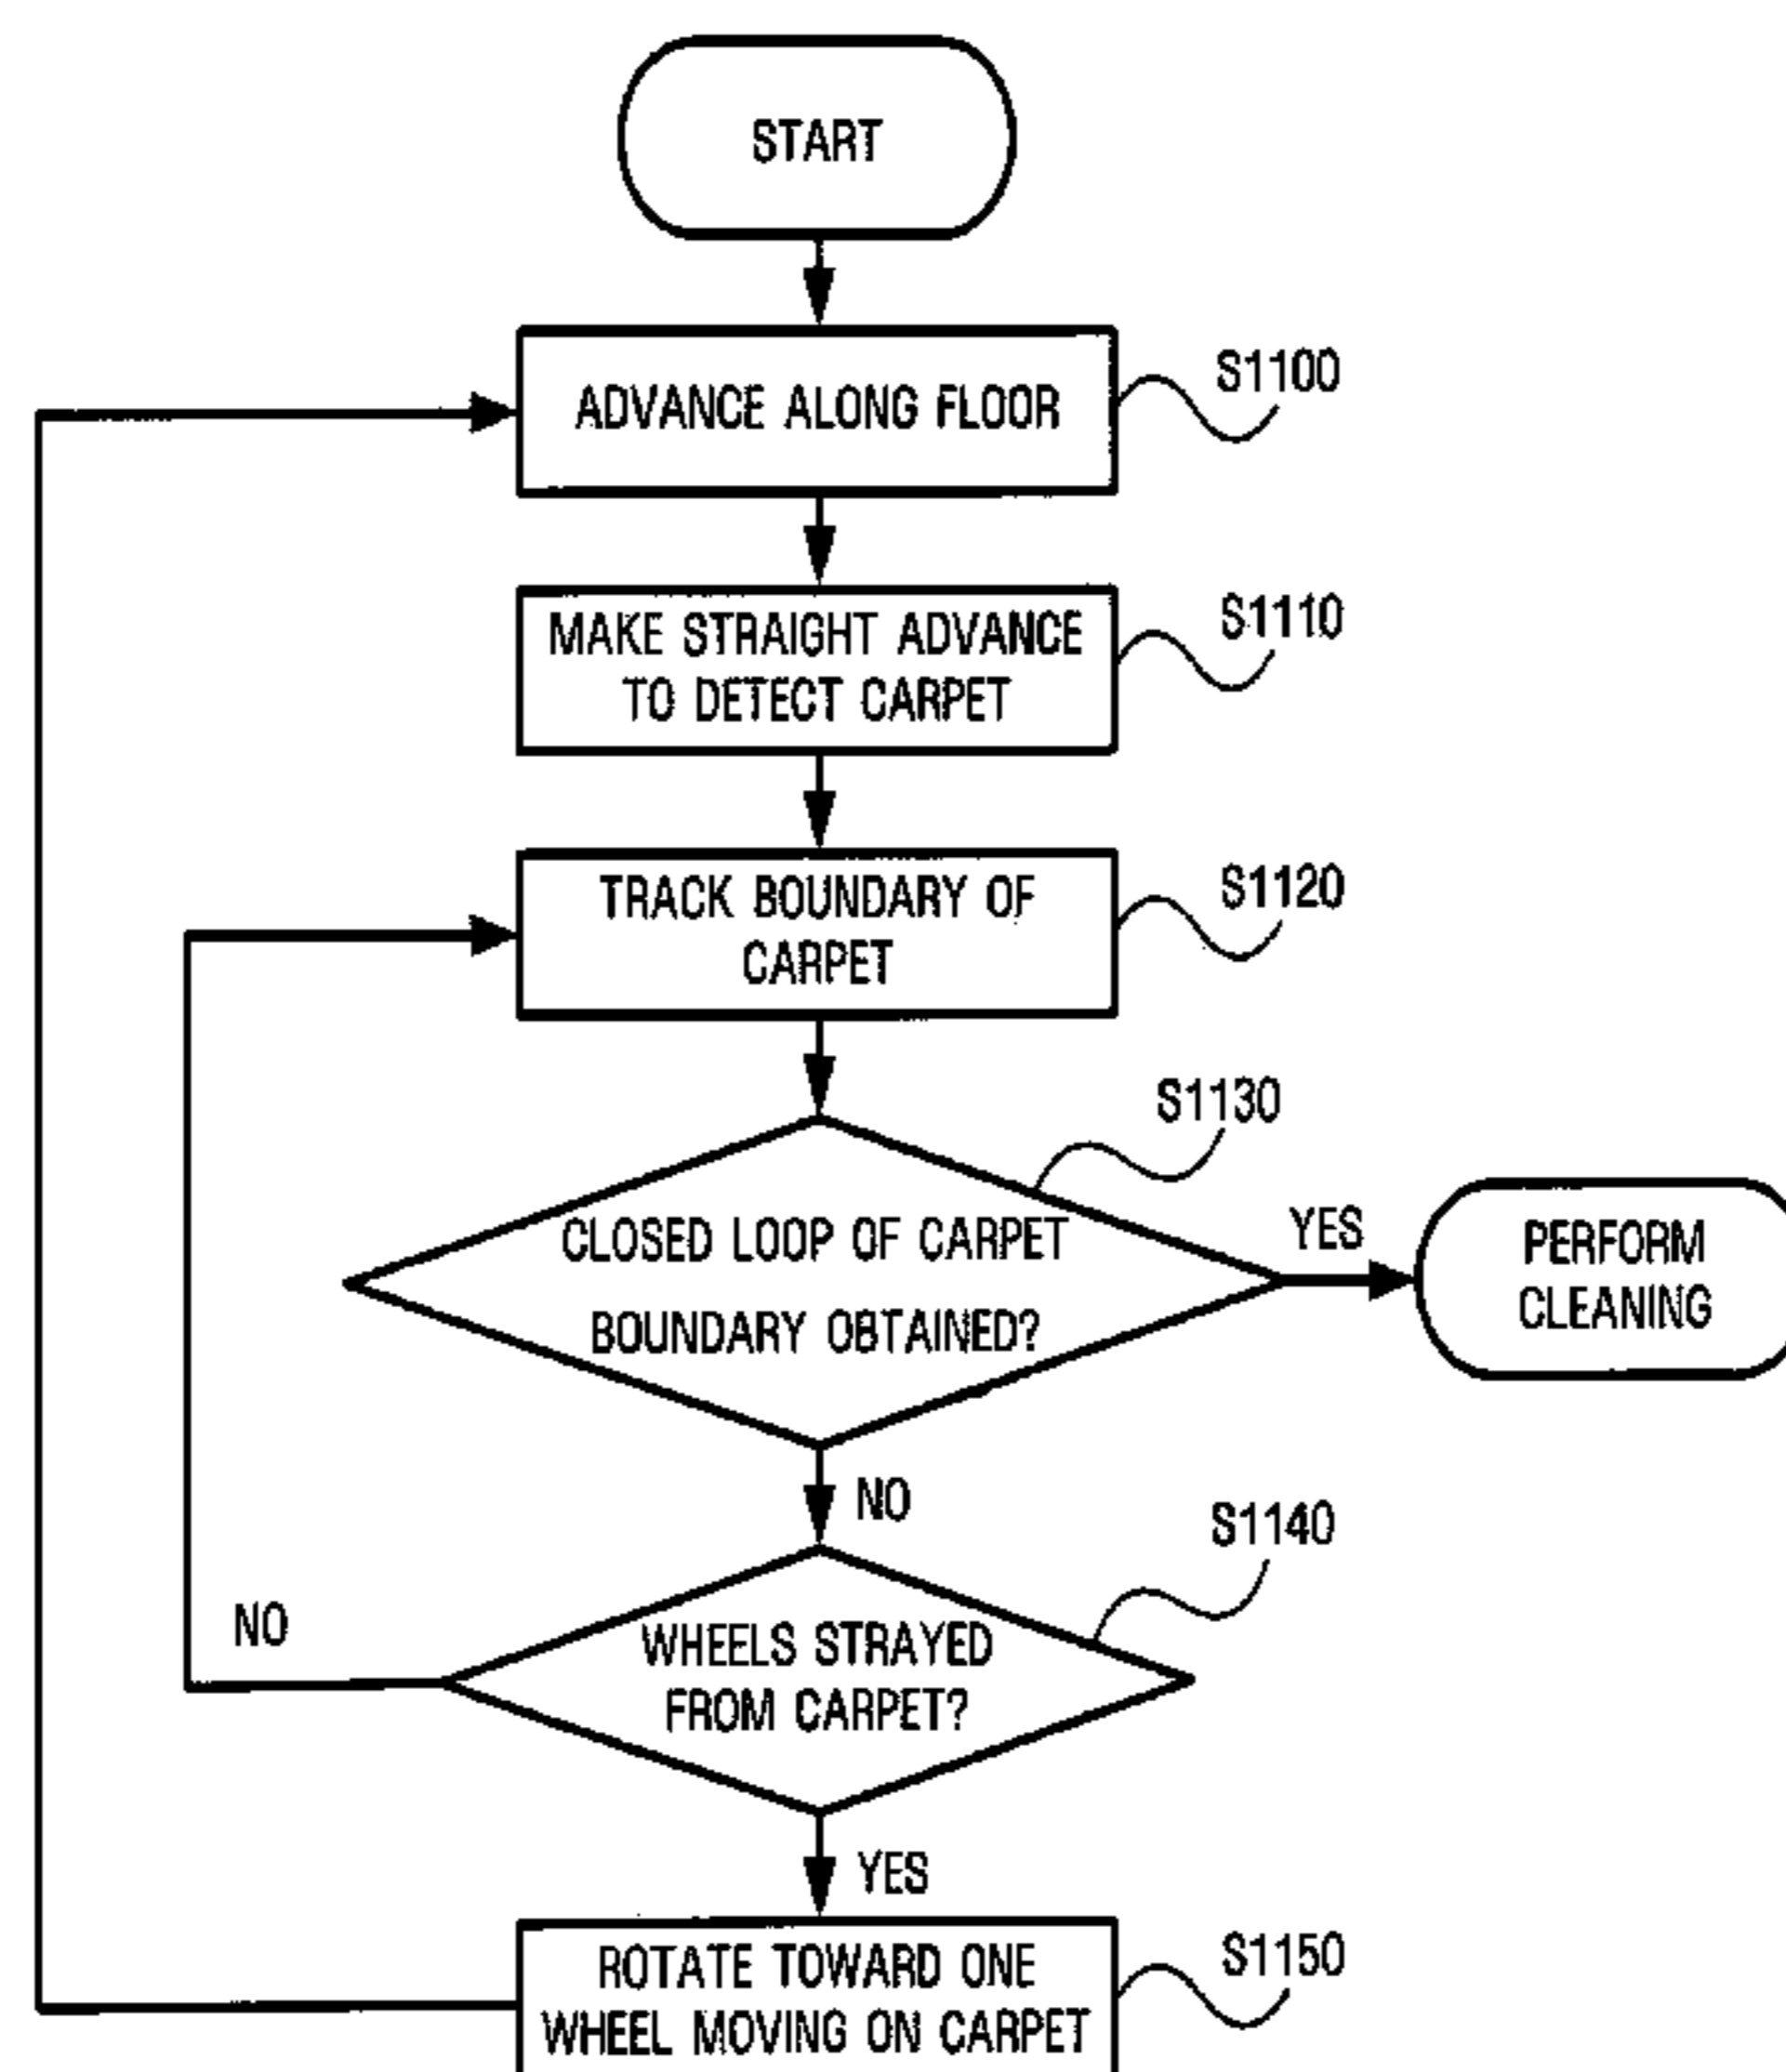 START
ADVANCE ALONG FLOOR
S1100
MAKE STRAIGHT ADVANCE
TO DETECT CARPET
S1110
TRACK BOUNDARY OF
CARPET
S1120
S1130
CLOSED LOOP OF CARPET
BOUNDARY OBTAINED?
YES
PERFORM
CLEANING
NO
S1140
WHEELS STRAYED
FROM CARPET?
NO
YES
ROTATE TOWARD ONE
WHEEL MOVING ON CARPET
S1150